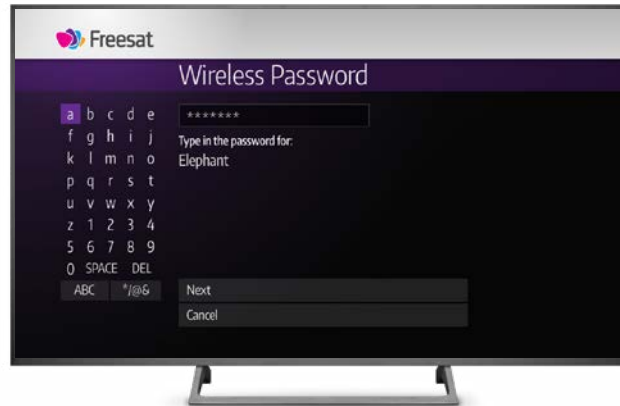 Freesat
Wireless Password
a b c d e
f g h i j
k l m n o
p q r s t
u v w x y
z 1 2 3 4
5 6 7 8 9
0 SPACE DEL
ABC */@&
*******
Type in the password for:
Elephant
Next
Cancel